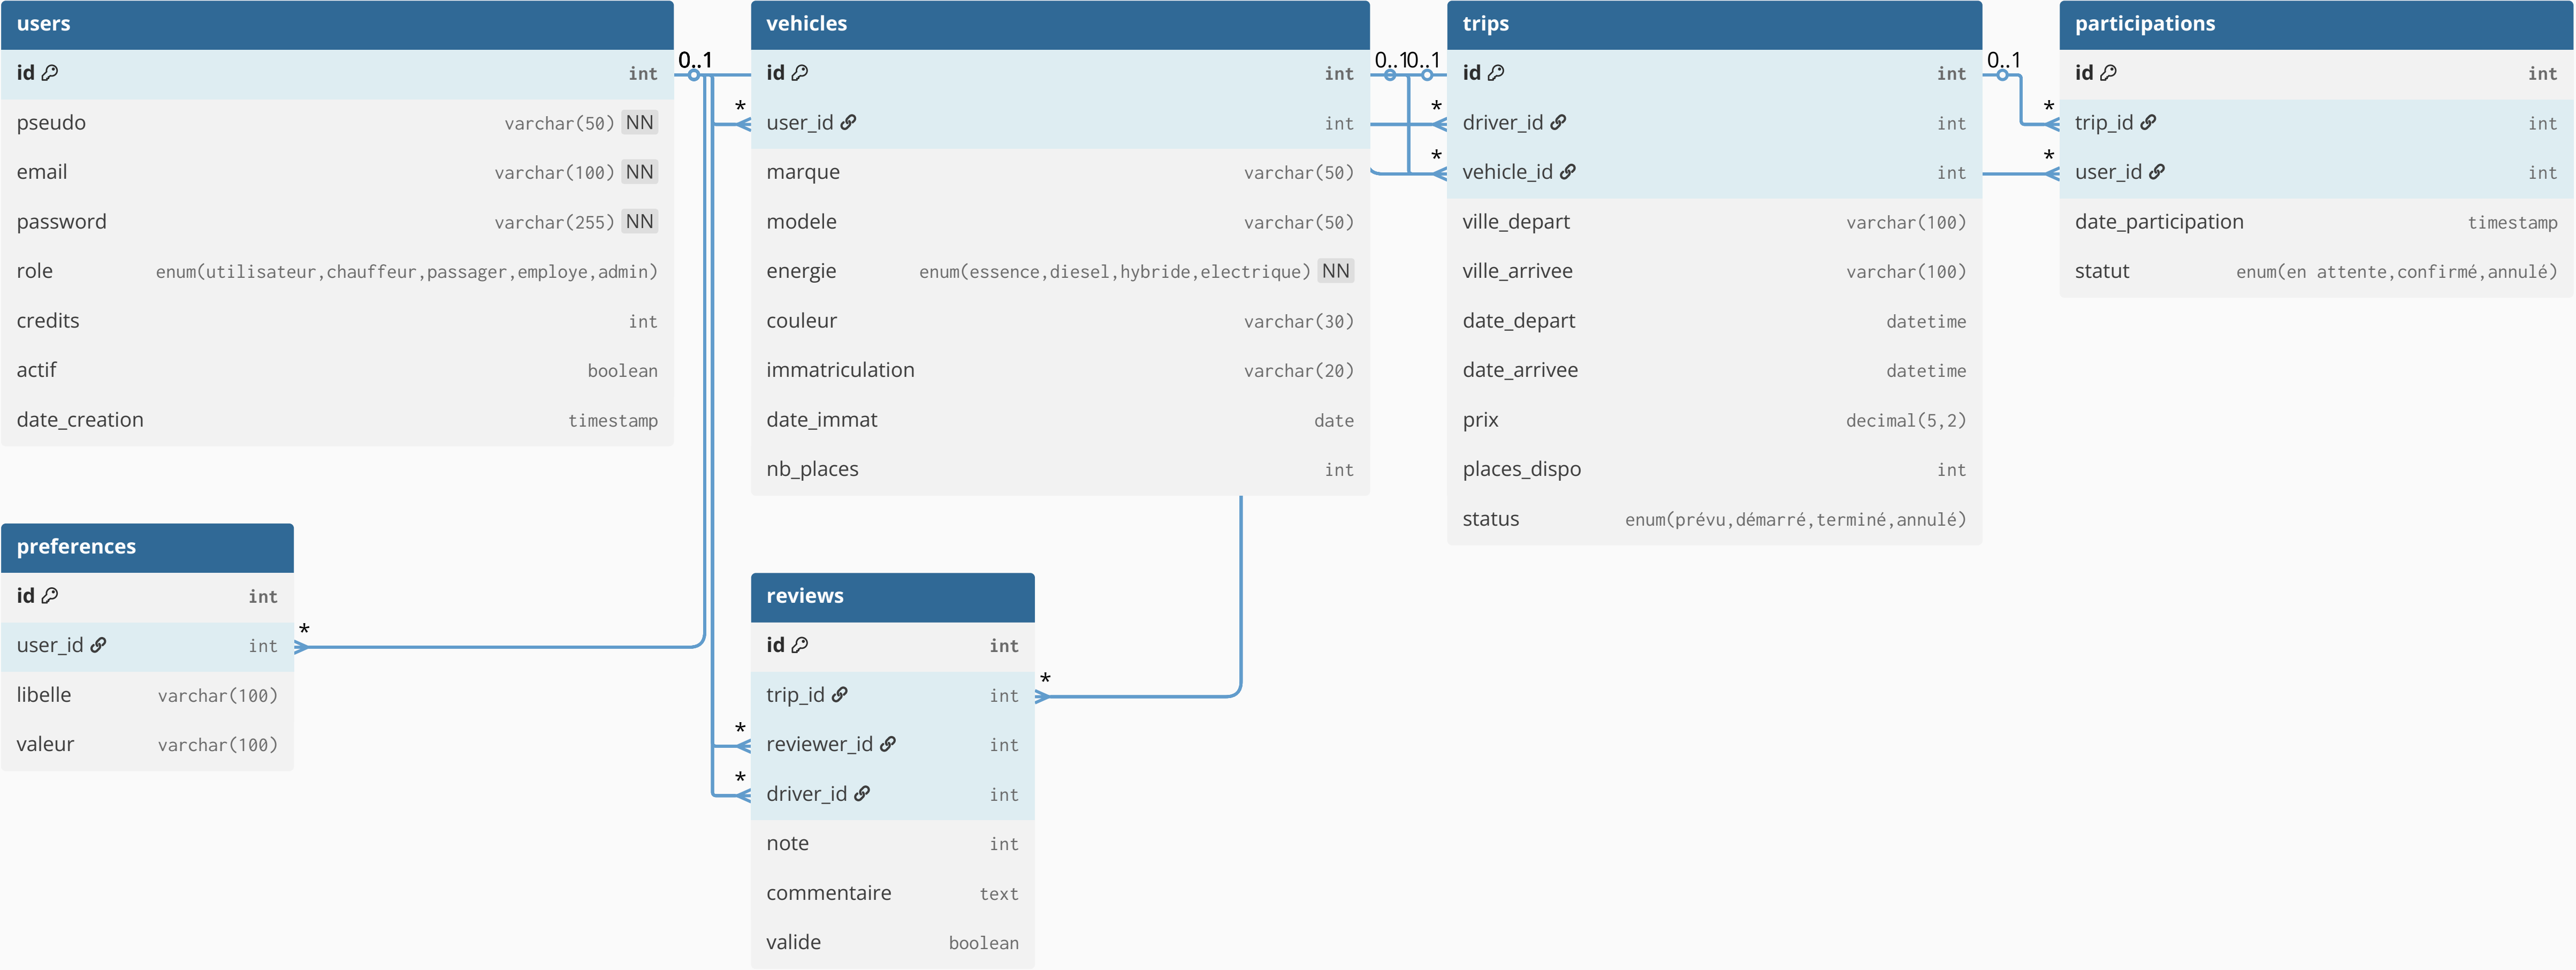 users
id int
pseudo varchar(50) NN
email varchar(100) NN
password varchar(255) NN
role enum(utilisateur,chauffeur,passager,employe,admin)
credits int
actif boolean
date_creation timestamp
0..1
*
vehicles
id int
user_id int
marque varchar(50)
modele varchar(50)
energie enum(essence,diesel,hybride,electrique) NN
couleur varchar(30)
immatriculation varchar(20)
date_immat date
nb_places int
0..1
0..1
*
*
trips
id int
driver_id int
vehicle_id int
ville_depart varchar(100)
ville_arrivee varchar(100)
date_depart datetime
date_arrivee datetime
prix decimal(5,2)
places_dispo int
status enum(prévu,démarré,terminé,annulé)
0..1
*
*
participations
id int
trip_id int
user_id int
date_participation timestamp
statut enum(en attente,confirmé,annulé)
preferences
id int
user_id int
libelle varchar(100)
valeur varchar(100)
*
*
*
reviews
id int
trip_id int
reviewer_id int
driver_id int
note int
commentaire text
valide boolean
*